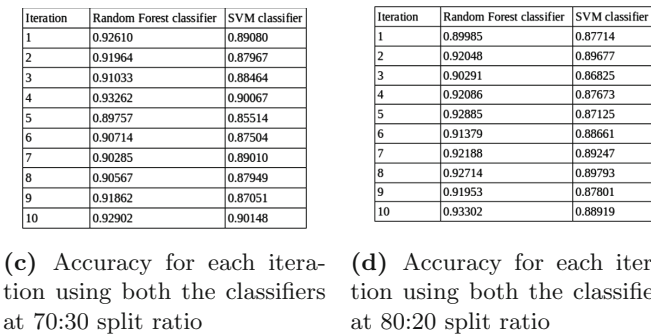 Iteration Random Forest classifier SVM classifier
1 0.92610 0.89080
2 0.91964 0.87967
3 0.91033 0.88464
4 0.93262 0.90067
5 0.89757 0.85514
6 0.90714 0.87504
7 0.90285 0.89010
8 0.90567 0.87949
9 0.91862 0.87051
10 0.92902 0.90148
(c) Accuracy for each itera-
tion using both the classifiers
at 70:30 split ratio
Iteration Random Forest classifier SVM classifier
1 0.89985 0.87714
2 0.92048 0.89677
3 0.90291 0.86825
4 0.92086 0.87673
5 0.92885 0.87125
6 0.91379 0.88661
7 0.92188 0.89247
8 0.92714 0.89793
9 0.91953 0.87801
10 0.93302 0.88919
(d) Accuracy for each iter
tion using both the classifie
at 80:20 split ratio